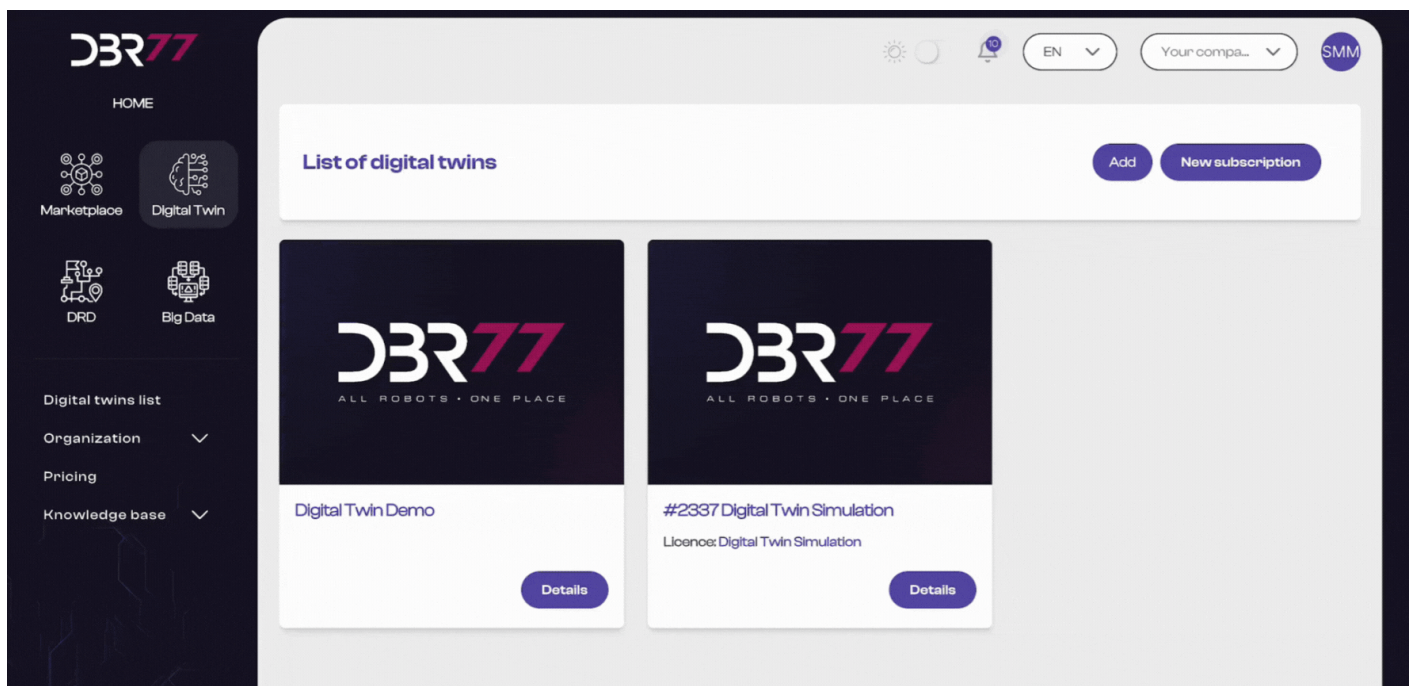 DBR77
HOME
Marketplace
Digital Twin
DRD
Big Data
Digital twins list
Organization
Pricing
Knowledge base
10
EN
Your compa...
SMM
List of digital twins
Add
New subscription
DBR77
ALL ROBOTS • ONE PLACE
Digital Twin Demo
Details
DBR77
ALL ROBOTS • ONE PLACE
#2337 Digital Twin Simulation
Licence: Digital Twin Simulation
Details